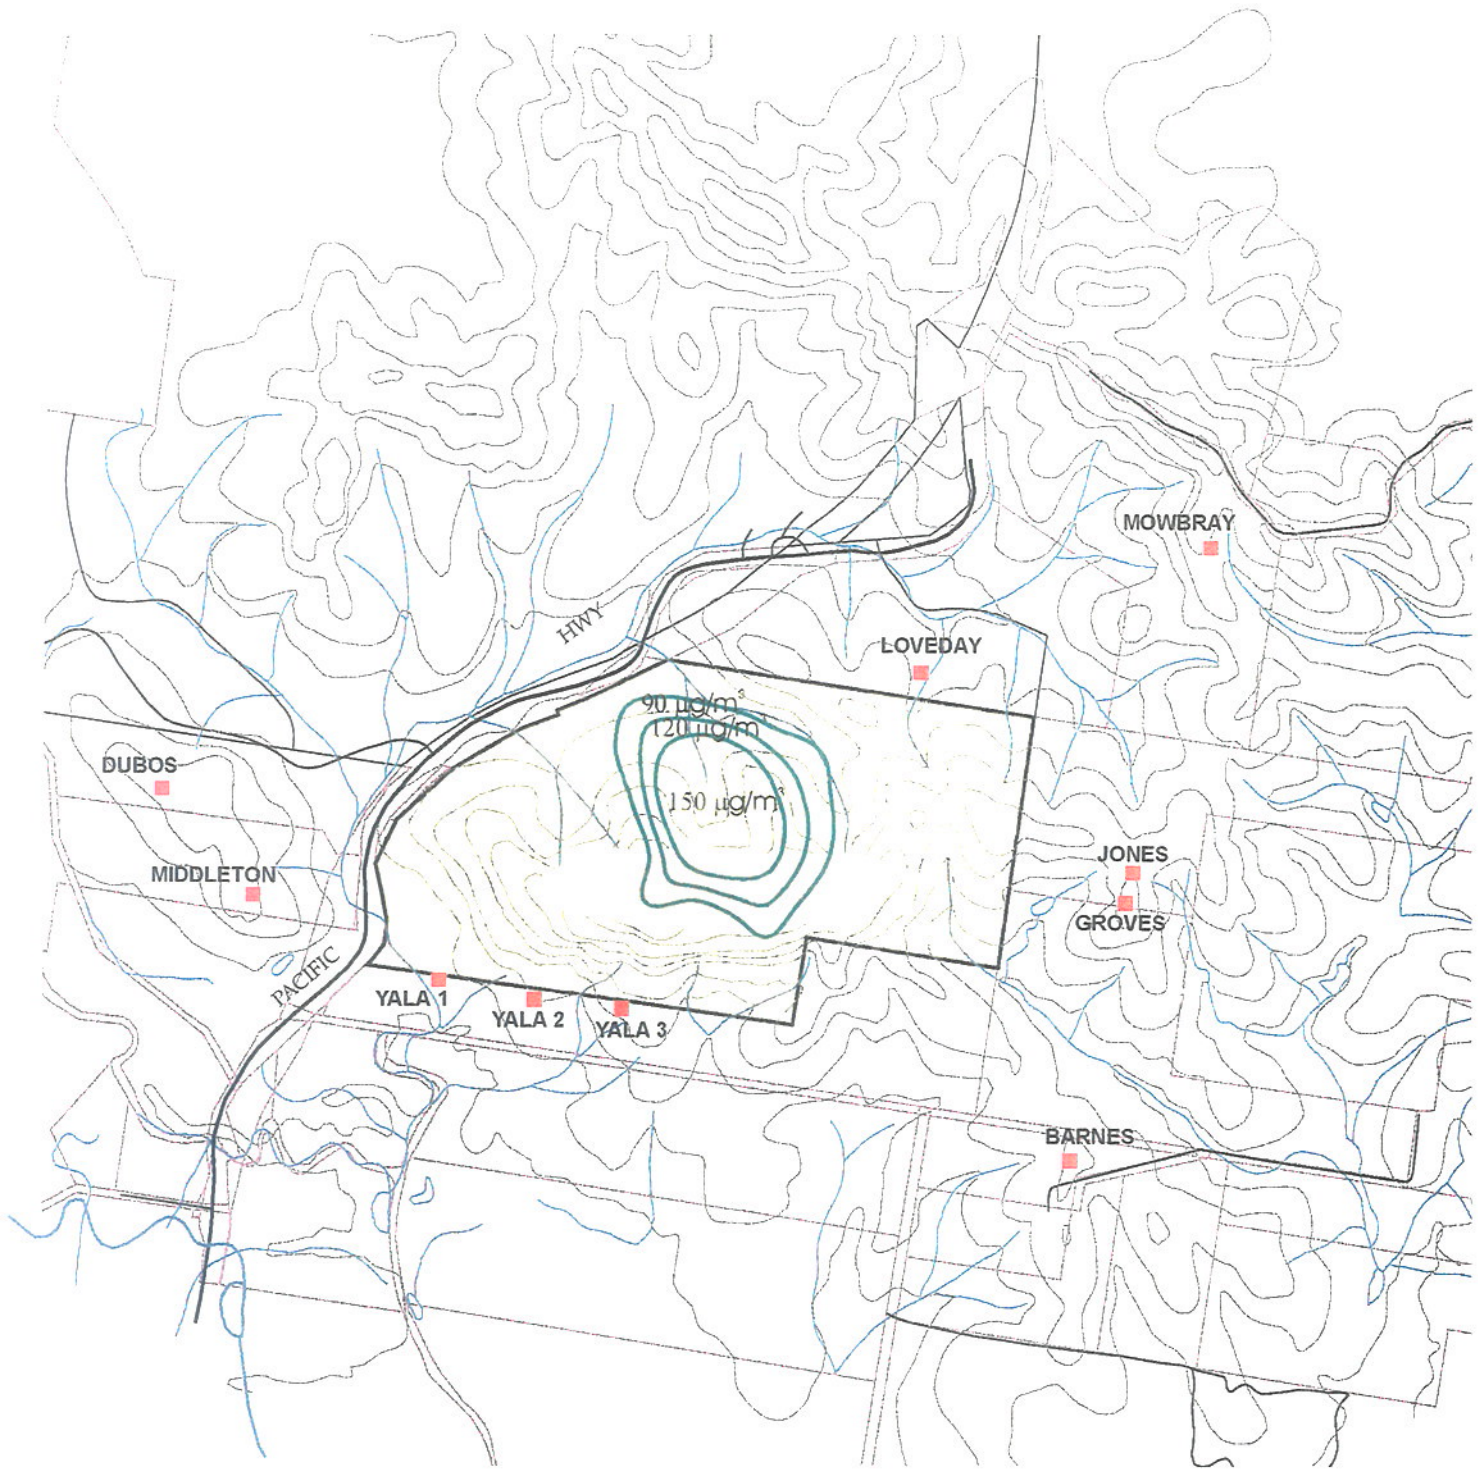 MOWBRAY
HWY
LOVEDAY
90 µg/m³
120 µg/m
DUBOS
150 µg/m³
JONES
MIDDLETON
GROVES
PACIFIC
YALA 1
YALA 2
YALA 3
BARNES